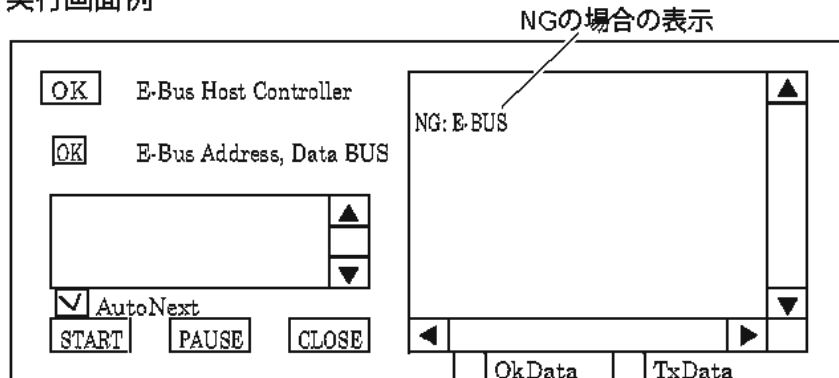 実行画面例
NGの場合の表示
OK E-Bus Host Controller
OK E-Bus Address, Data BUS
NG: E-BUS
AutoNext
START PAUSE CLOSE
OkData TxData